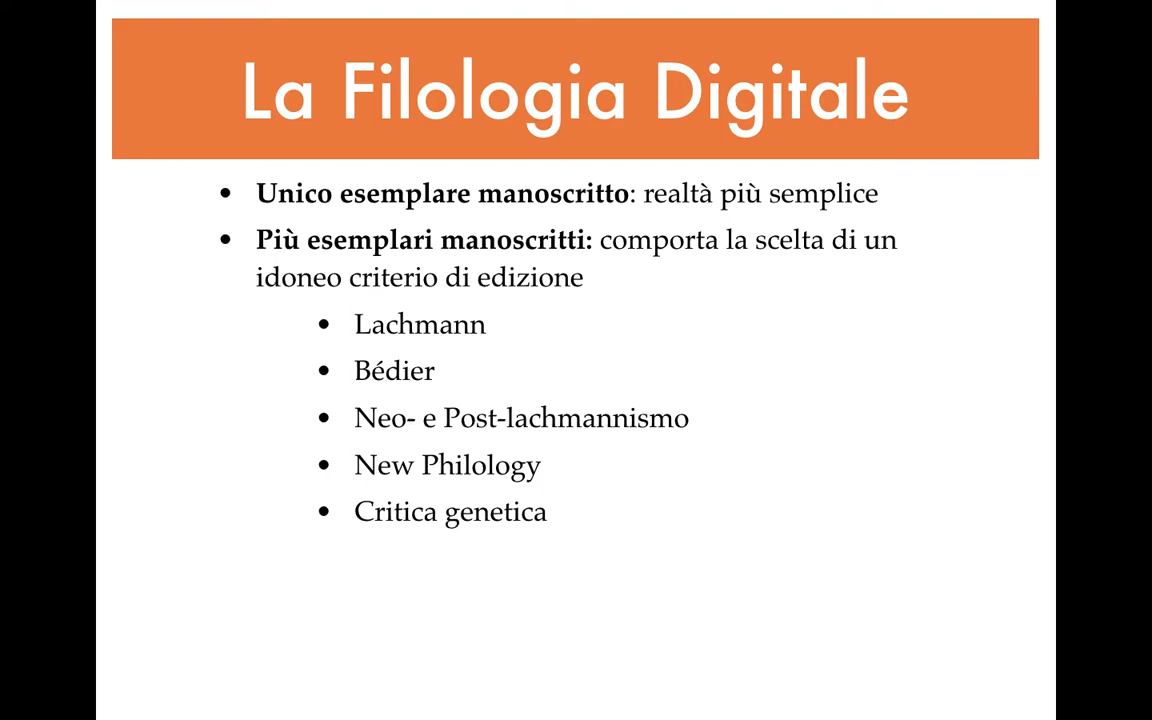 La Filologia Digitale
• Unico esemplare manoscritto: realtà più semplice
• Più esemplari manoscritti: comporta la scelta di un
idoneo criterio di edizione
• Lachmann
• Bédier
• Neo- e Post-lachmannismo
• New Philology
• Critica genetica